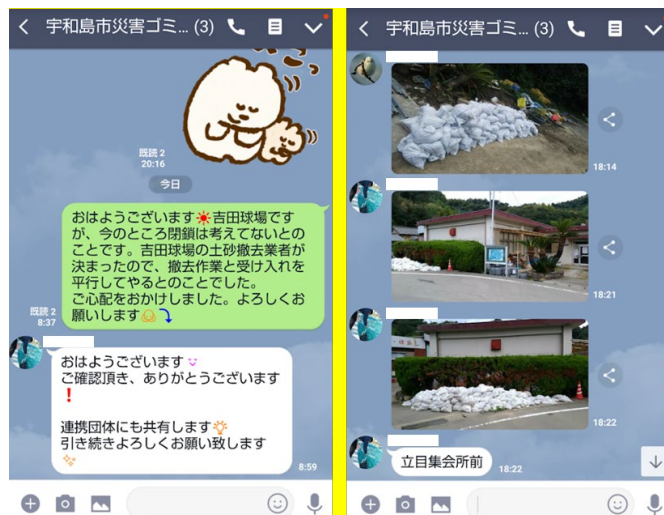 宇和島市災害ゴミ... (3)
既読 2
20:16
今日
おはようございます☀吉田球場です
が、今のところ閉鎖は考えてないとの
ことです。吉田球場の土砂撤去業者が
決まったので、撤去作業と受け入れを
平行してやるとのことでした。
ご心配をおかけしました。よろしくお
願いします
既読 2
8:37
おはようございます
ご確認頂き、ありがとうございます
❗
連携団体にも共有します
引き続きよろしくお願い致します
8:59
宇和島市災害ゴミ... (3)
18:14
18:21
18:22
立目集会所前
18:22